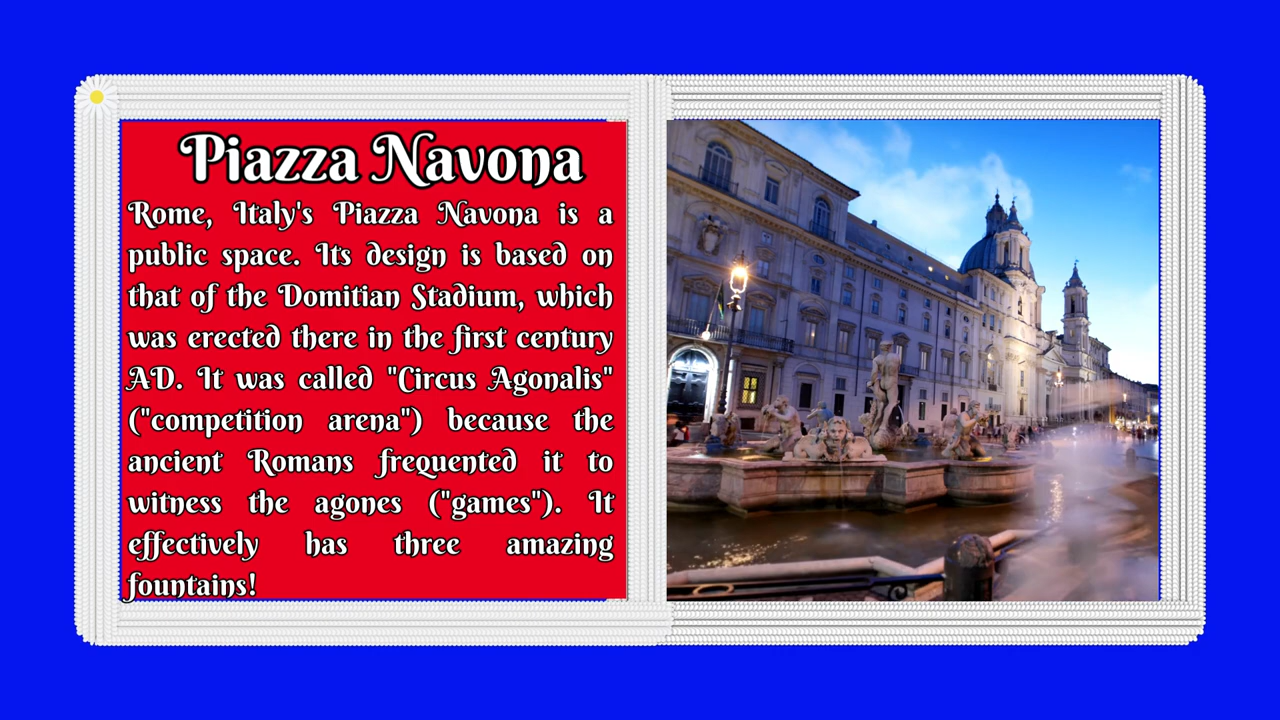 Piazza Navona
Rome, Italy's Piazza Navona is a
public space. Its design is based on
that of the Domitian Stadium, which
was erected there in the first century
AD. It was called "Circus Agonalis"
("competition arena") because the
ancient Romans frequented it to
witness the agones ("games"). It
effectively has three amazing
fountains!